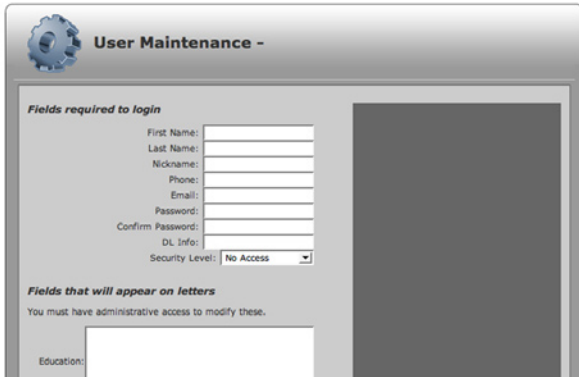 User Maintenance -
Fields required to login
First Name:
Last Name:
Nickname:
Phone:
Email:
Password:
Confirm Password:
DL Info:
Security Level: No Access
Fields that will appear on letters
You must have administrative access to modify these.
Education: